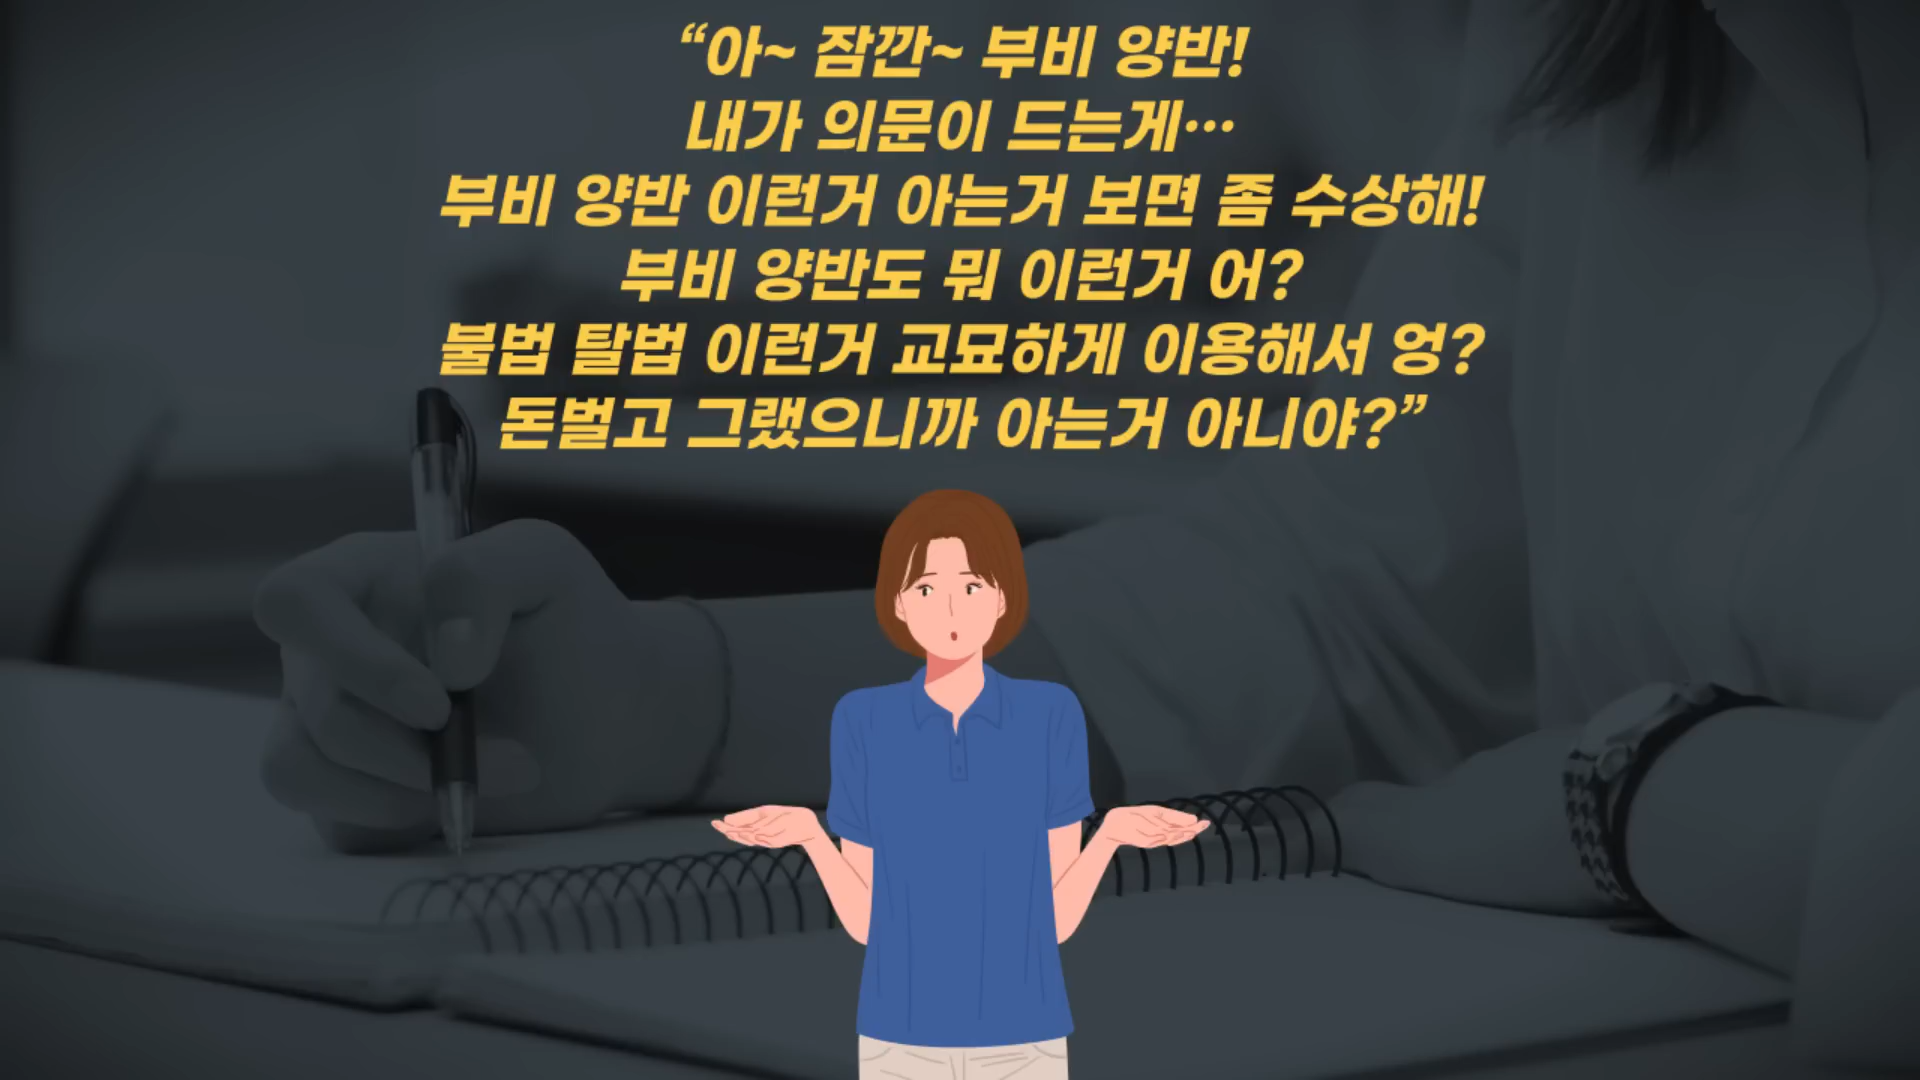 “아~ 잠깐~ 부비 양반!
내가 의문이 드는게…
부비 양반 이런거 아는거 보면 좀 수상해!
부비 양반도 뭐 이런거 어?
불법 탈법 이런거 교묘하게 이용해서 엉?
돈벌고 그랬으니까 아는거 아니야?”